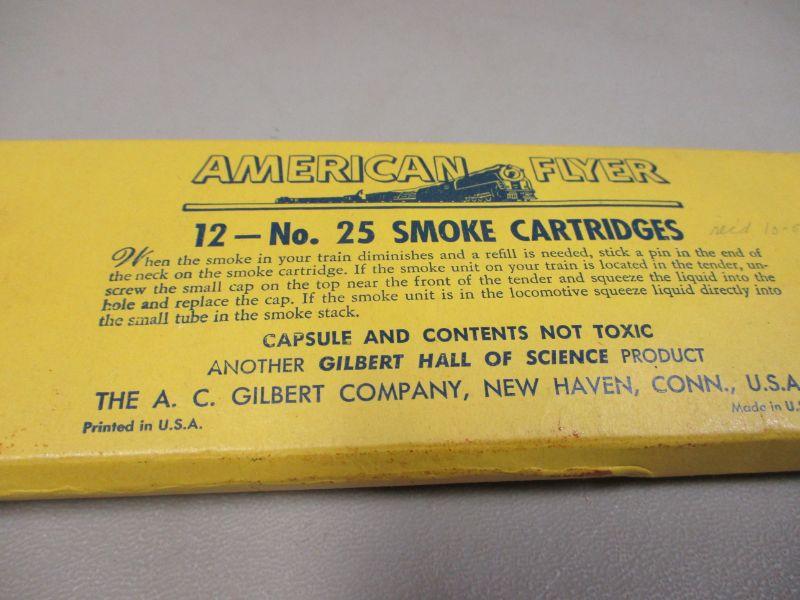 AMERICAN FLYER
12 — No. 25 SMOKE CARTRIDGES
When the smoke in your train diminishes and a refill is needed, stick a pin in the end of
the neck on the smoke cartridge. If the smoke unit on your train is located in the tender, un-
screw the small cap on the top near the front of the tender and squeeze the liquid into the
hole and replace the cap. If the smoke unit is in the locomotive squeeze liquid directly into
the small tube in the smoke stack.
CAPSULE AND CONTENTS NOT TOXIC
ANOTHER GILBERT HALL OF SCIENCE PRODUCT
THE A. C. GILBERT COMPANY, NEW HAVEN, CONN., U.S.A
Printed in U.S.A.
Made in U.S